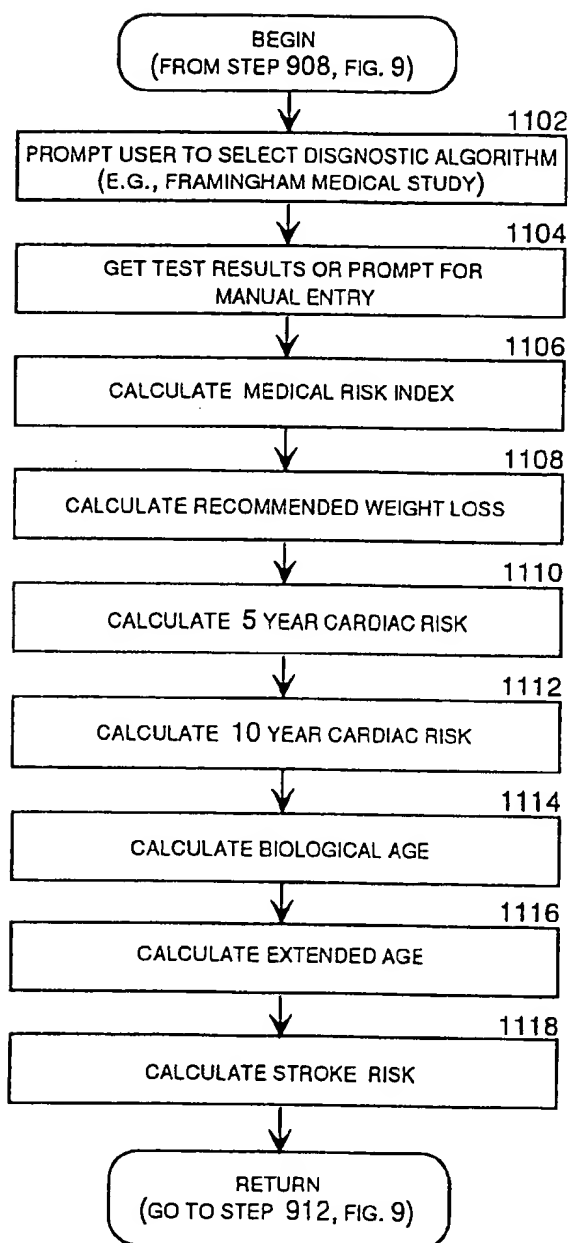 BEGIN
(FROM STEP 908, FIG. 9)
1102
PROMPT USER TO SELECT DISGNOSTIC ALGORITHM
(E.G., FRAMINGHAM MEDICAL STUDY)
1104
GET TEST RESULTS OR PROMPT FOR
MANUAL ENTRY
1106
CALCULATE MEDICAL RISK INDEX
1108
CALCULATE RECOMMENDED WEIGHT LOSS
1110
CALCULATE 5 YEAR CARDIAC RISK
1112
CALCULATE 10 YEAR CARDIAC RISK
1114
CALCULATE BIOLOGICAL AGE
1116
CALCULATE EXTENDED AGE
1118
CALCULATE STROKE RISK
RETURN
(GO TO STEP 912, FIG. 9)